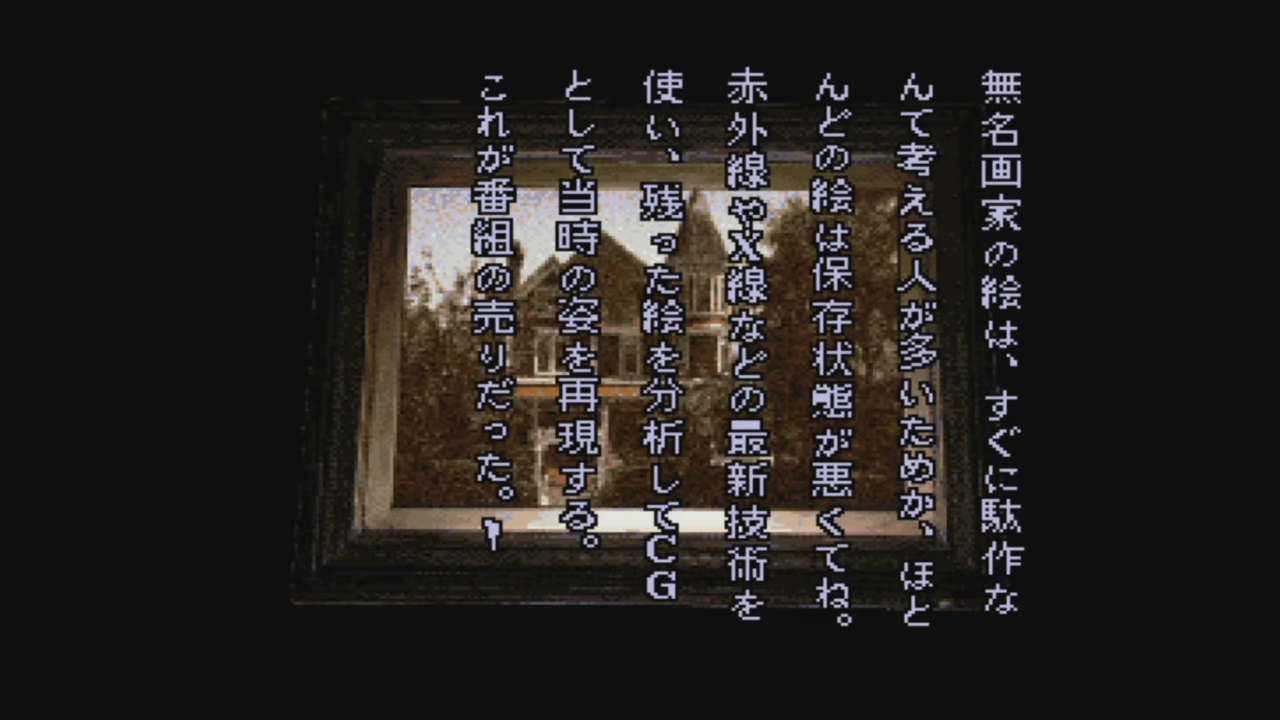 無名画家の絵は、すぐに駄作な
んて考える人が多いためか、ほと
んどの絵は保存状態が悪くてね。
赤外線やX線などの最新技術を
使い、残った絵を分析してCG
として当時の姿を再現する。
これが番組の売りだった。